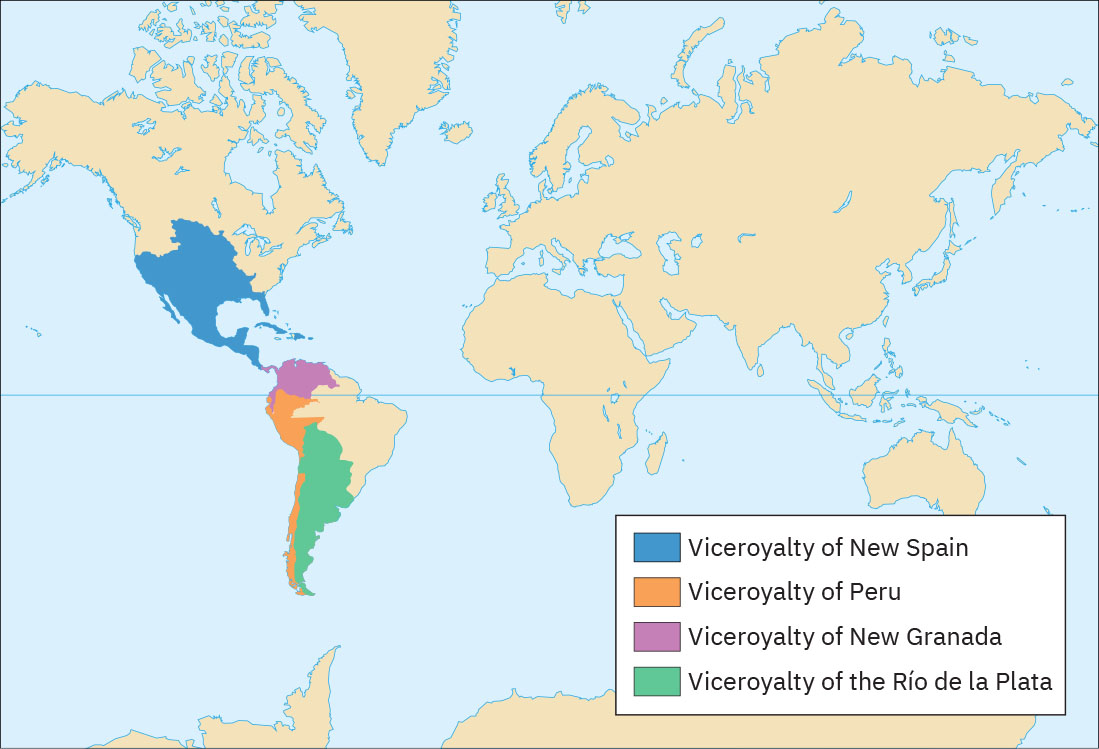 Viceroyalty of New Spain
Viceroyalty of Peru
Viceroyalty of New Granada
Viceroyalty of the Río de la Plata